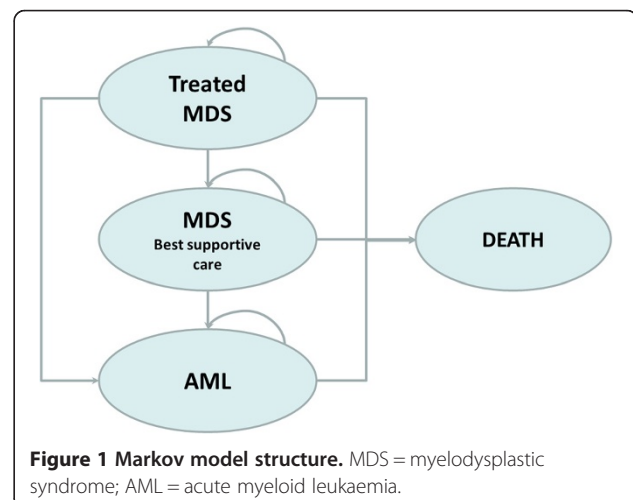 Treated
MDS
MDS
Best supportive
care
DEATH
AML
Figure 1 Markov model structure. MDS = myelodysplastic
syndrome; AML = acute myeloid leukaemia.